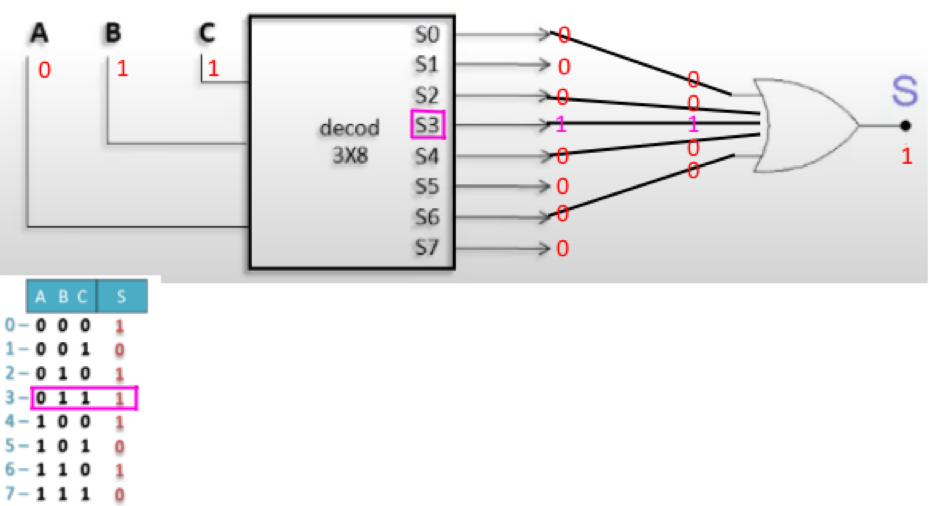 A B C S0 0
0 1 1 S1 0
S2 0 0
decod S3 1 1 S
3X8 S4 0 0 1
S5 0 0
S6 0
S7 0
0
A B C S
0- 0 0 0 1
1- 0 0 1 0
2- 0 1 0 1
3- 0 1 1 1
4- 1 0 0 1
5- 1 0 1 0
6- 1 1 0 1
7- 1 1 1 0